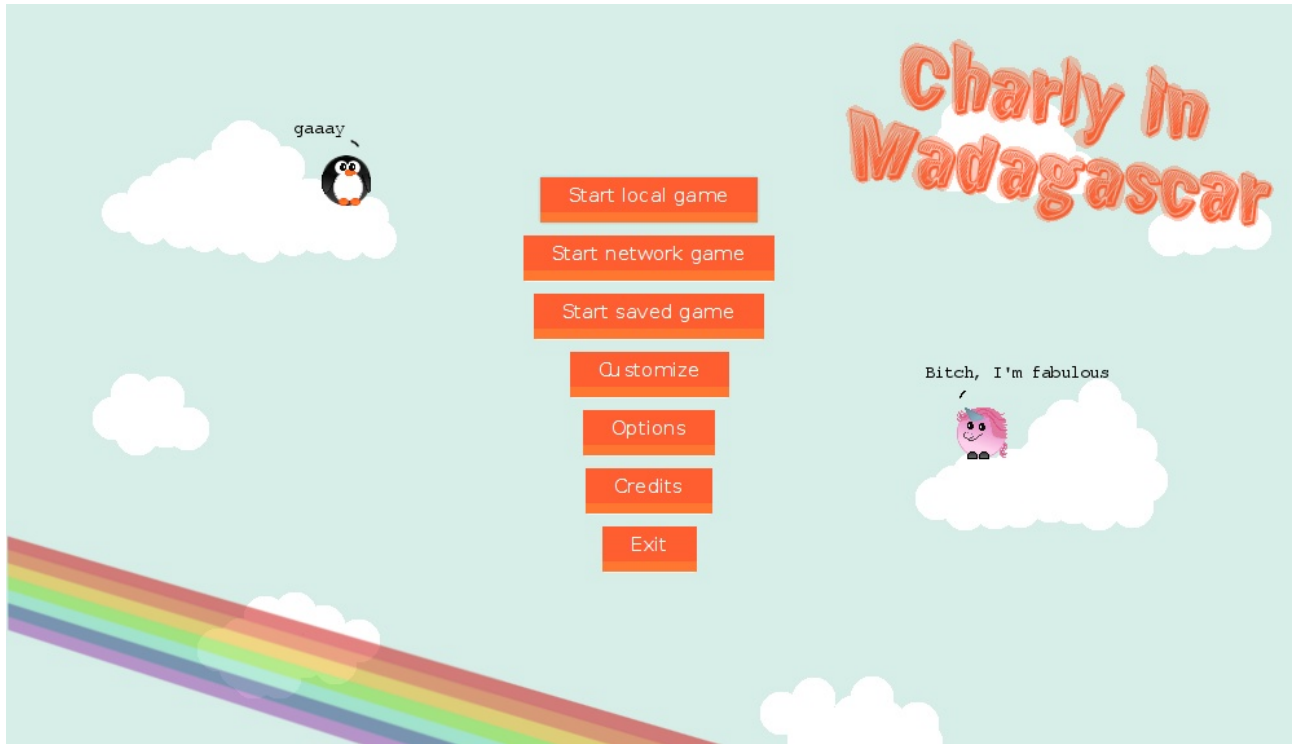 Charly in
Madagascar
gaaay
Start local game
Start network game
Start saved game
Customize
Bitch, I'm fabulous
Options
Credits
Exit